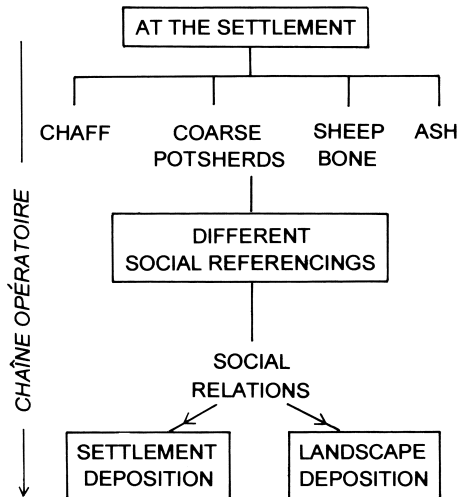 AT THE SETTLEMENT
CHAFF
COARSE
POTSHERDS
SHEEP
BONE
ASH
DIFFERENT
SOCIAL REFERENCINGS
SOCIAL
RELATIONS
SETTLEMENT
DEPOSITION
LANDSCAPE
DEPOSITION
CHAÎNE OPÉRATOIRE